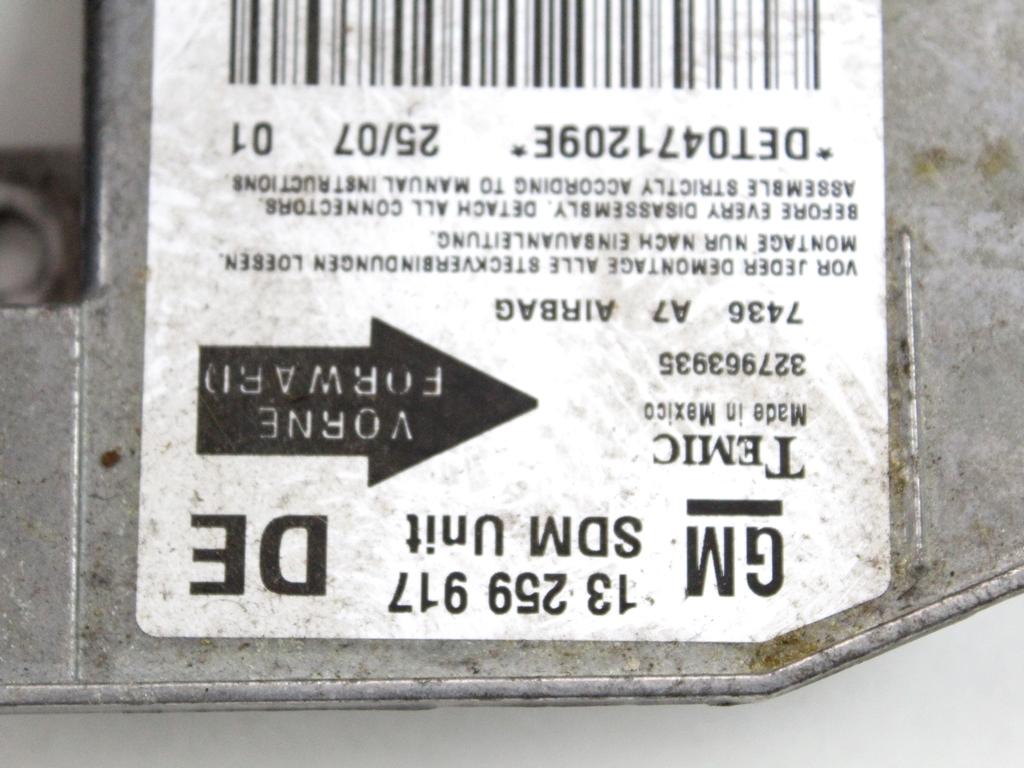 GM 13 259 917 DE
SDM Unit
TEMIC
Made in Mexico
VORNE
FORWARD
327963935
7436 A7 AIRBAG
VOR JEDER DEMONTAGE ALLE STECKVERBINDUNGEN LOESEN.
MONTAGE NUR NACH EINBAUANLEITUNG.
BEFORE EVERY DISASSEMBLY, DETACH ALL CONNECTORS.
ASSEMBLE STRICTLY ACCORDING TO MANUAL INSTRUCTIONS.
*DET0471209E* 25/07 01